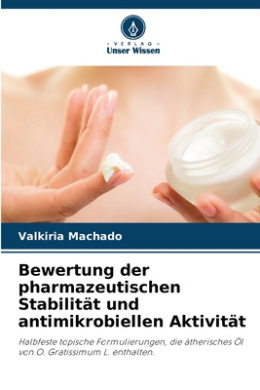 • VERLAG •
Unser Wissen
Valkiria Machado
Bewertung der
pharmazeutischen
Stabilität und
antimikrobiellen Aktivität
Halbfeste topische Formulierungen, die ätherisches Öl
von O. Gratissimum L. enthalten.